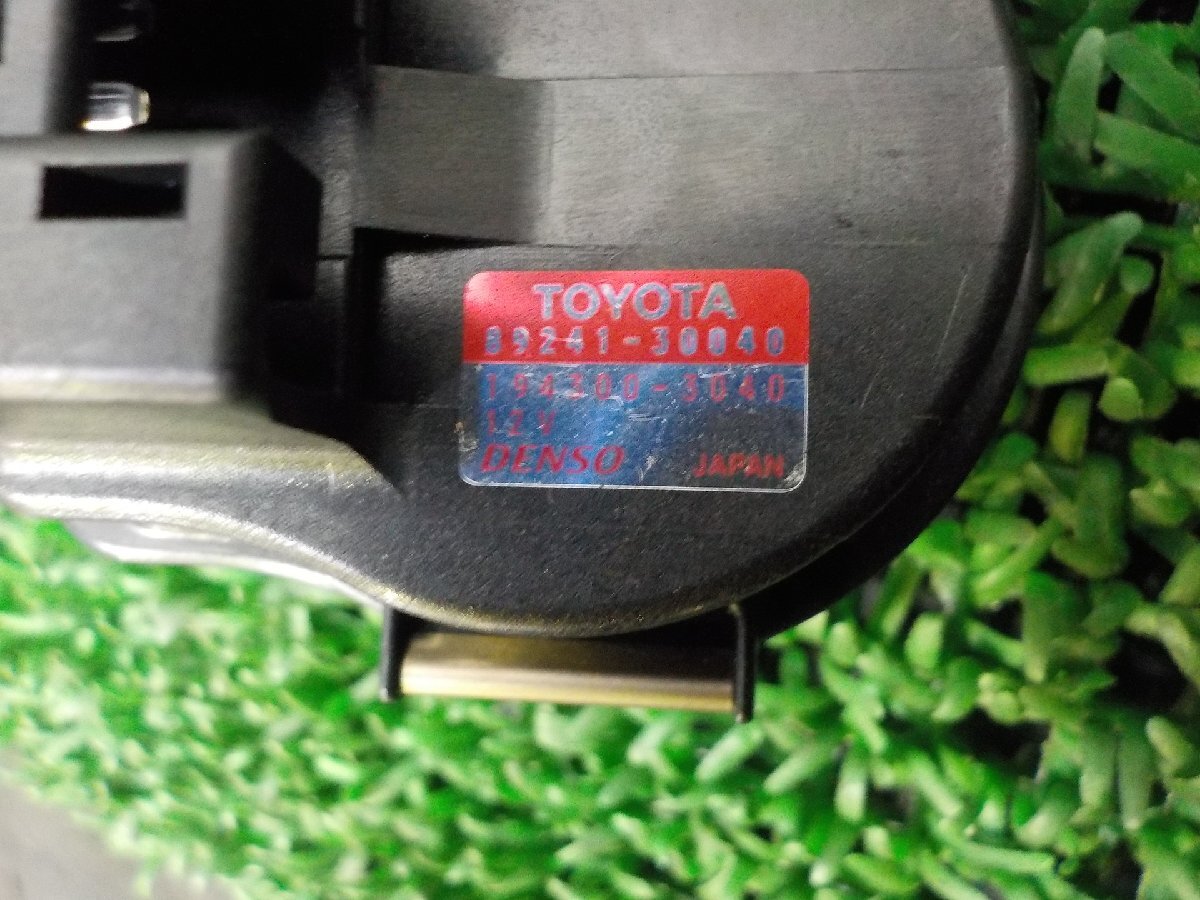 TOYOTA
89241-30040
194300-3040
12V
DENSO JAPAN